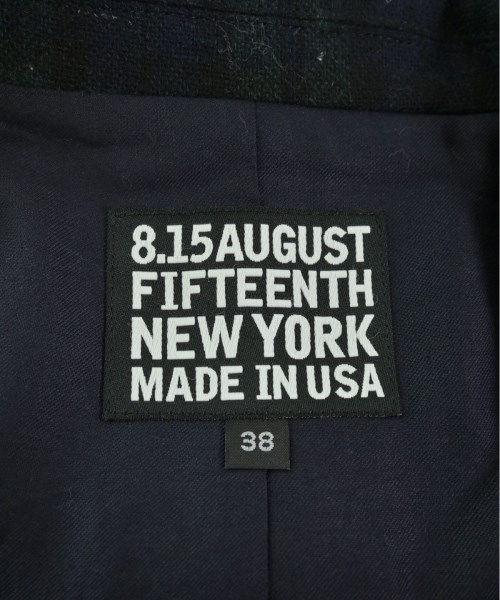 8.15AUGUST
FIFTEENTH
NEW YORK
MADE IN USA
38